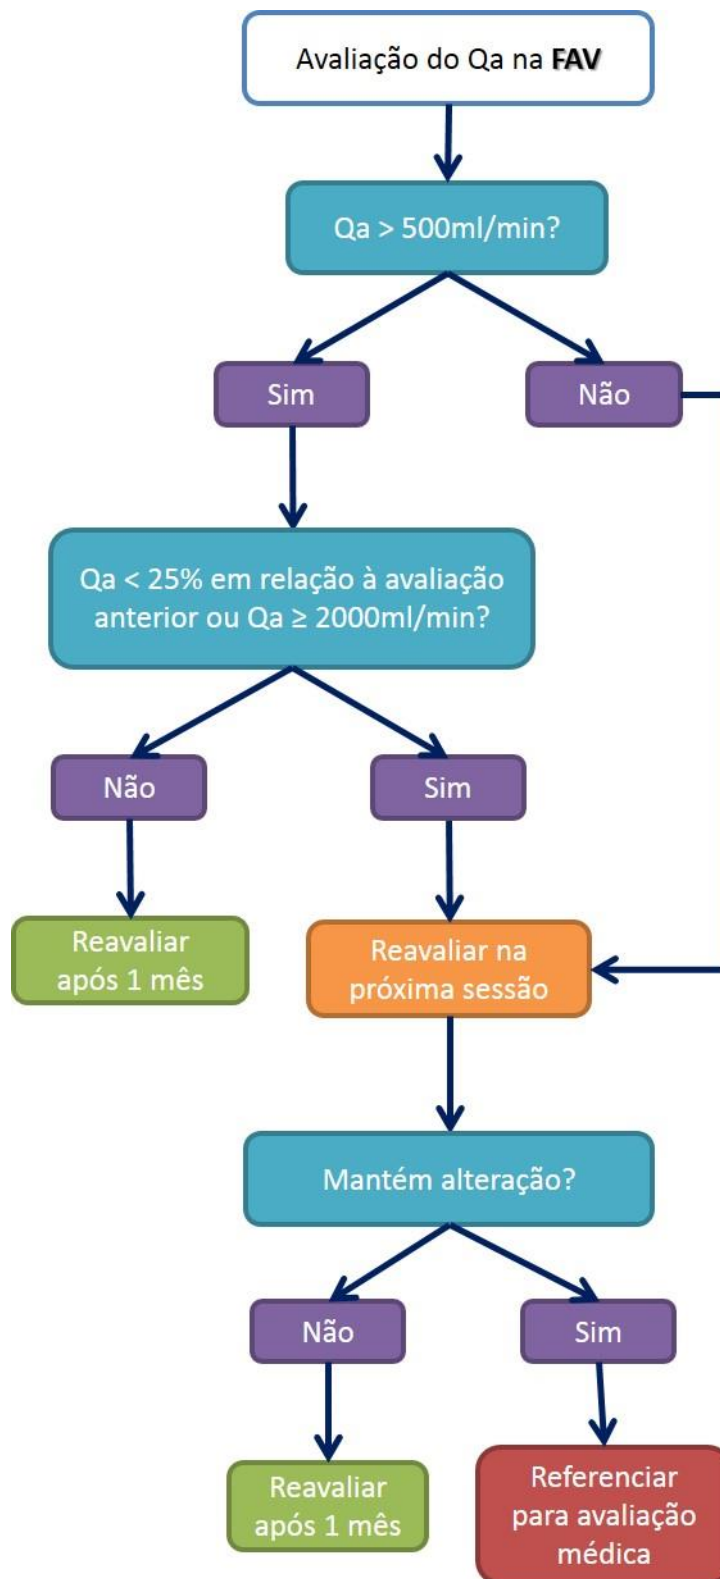 Avaliação do Qa na FAV
Qa > 500ml/min?
Sim
Não
Qa < 25% em relação à avaliação
anterior ou Qa ≥ 2000ml/min?
Não
Sim
Reavaliar
após 1 mês
Reavaliar na
próxima sessão
Mantém alteração?
Não
Sim
Reavaliar
após 1 mês
Referenciar
para avaliação
médica